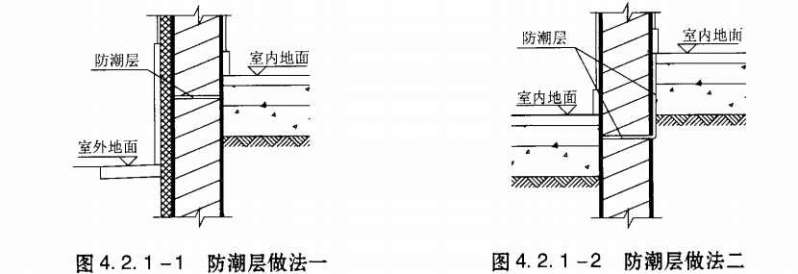 防潮层
室内地面
室外地面
图 4.2.1-1 防潮层做法一
防潮层
室内地面
室内地面
图 4.2.1-2 防潮层做法二